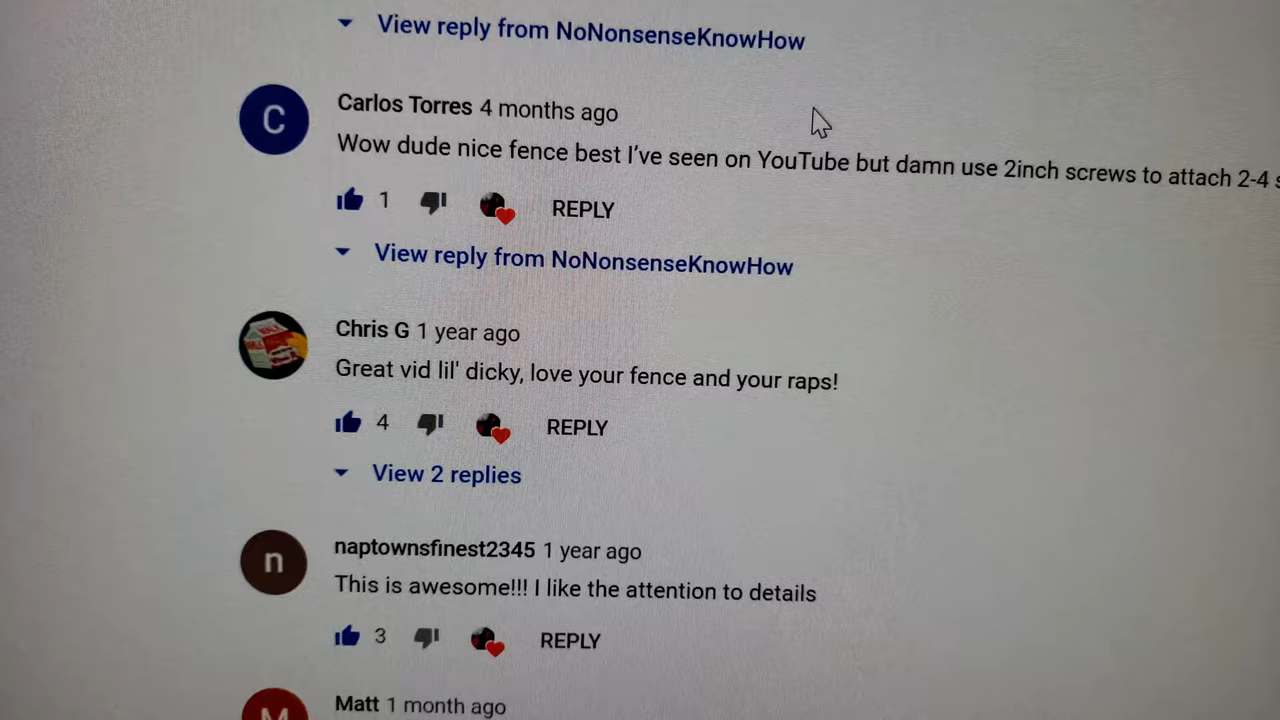 View reply from NoNonsenseKnowHow
C
Carlos Torres 4 months ago
Wow dude nice fence best I've seen on YouTube but damn use 2inch screws to attach 2-4
1
REPLY
View reply from NoNonsenseKnowHow
Chris G 1 year ago
Great vid lil' dicky, love your fence and your raps!
4
REPLY
View 2 replies
n
naptownsfinest2345 1 year ago
This is awesome!!! I like the attention to details
3
REPLY
M
Matt 1 month ago